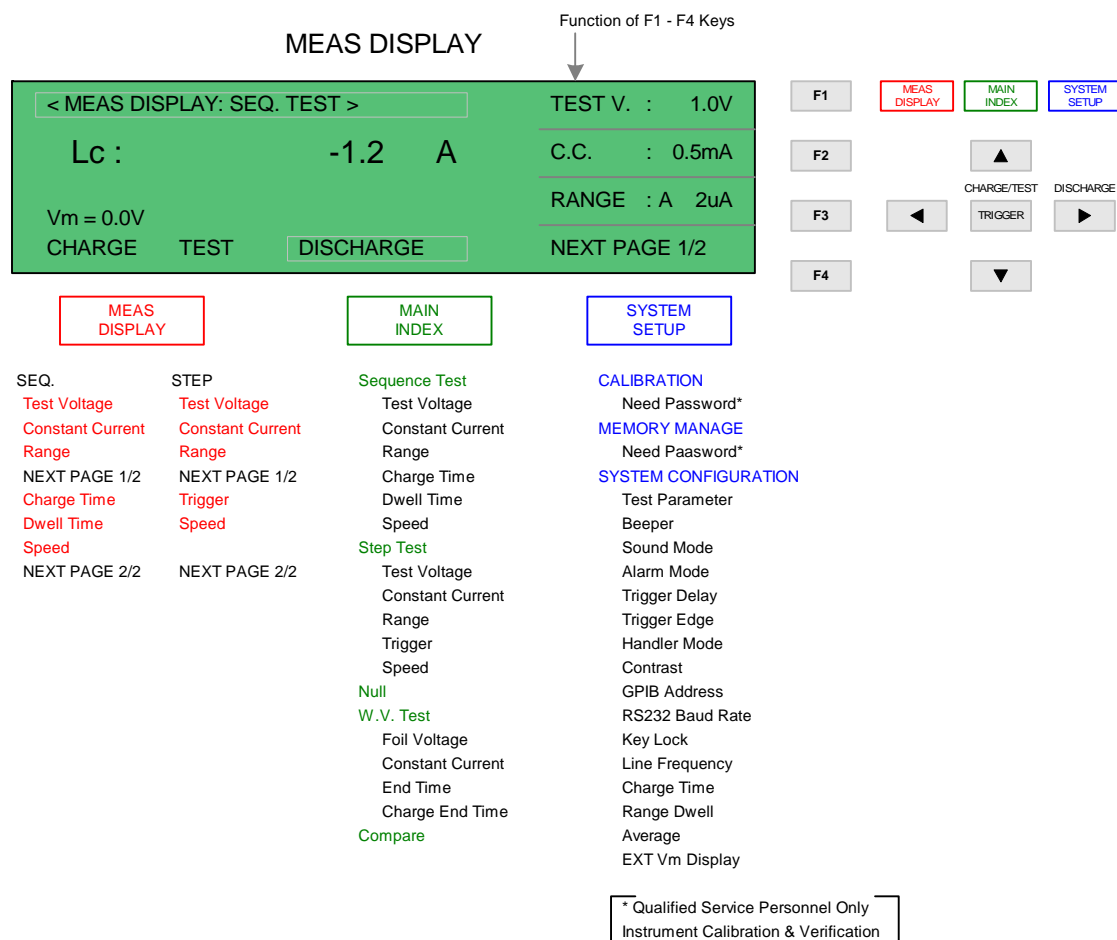 Function of F1 - F4 Keys
MEAS DISPLAY
< MEAS DISPLAY: SEQ. TEST >
TEST V. : 1.0V
Lc : -1.2 A
C.C. : 0.5mA
RANGE : A 2uA
Vm = 0.0V
CHARGE TEST DISCHARGE
NEXT PAGE 1/2
F1
F2
F3
F4
MEAS
DISPLAY
MAIN
INDEX
SYSTEM
SETUP
CHARGE/TEST
DISCHARGE
TRIGGER
MEAS
DISPLAY
SEQ.
Test Voltage
Constant Current
Range
NEXT PAGE 1/2
Charge Time
Dwell Time
Speed
NEXT PAGE 2/2
STEP
Test Voltage
Constant Current
Range
NEXT PAGE 1/2
Trigger
Speed
NEXT PAGE 2/2
MAIN
INDEX
Sequence Test
Test Voltage
Constant Current
Range
Charge Time
Dwell Time
Speed
Step Test
Test Voltage
Constant Current
Range
Trigger
Speed
Null
W.V. Test
Foil Voltage
Constant Current
End Time
Charge End Time
Compare
SYSTEM
SETUP
CALIBRATION
Need Password*
MEMORY MANAGE
Need Paasword*
SYSTEM CONFIGURATION
Test Parameter
Beeper
Sound Mode
Alarm Mode
Trigger Delay
Trigger Edge
Handler Mode
Contrast
GPIB Address
RS232 Baud Rate
Key Lock
Line Frequency
Charge Time
Range Dwell
Average
EXT Vm Display
* Qualified Service Personnel Only
Instrument Calibration & Verification